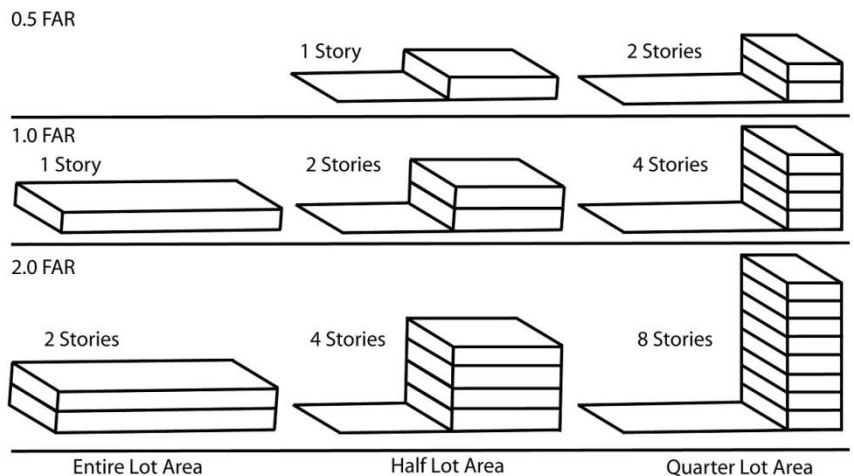 0.5 FAR
1 Story
2 Stories
1.0 FAR
1 Story
2 Stories
4 Stories
2.0 FAR
2 Stories
4 Stories
8 Stories
Entire Lot Area
Half Lot Area
Quarter Lot Area